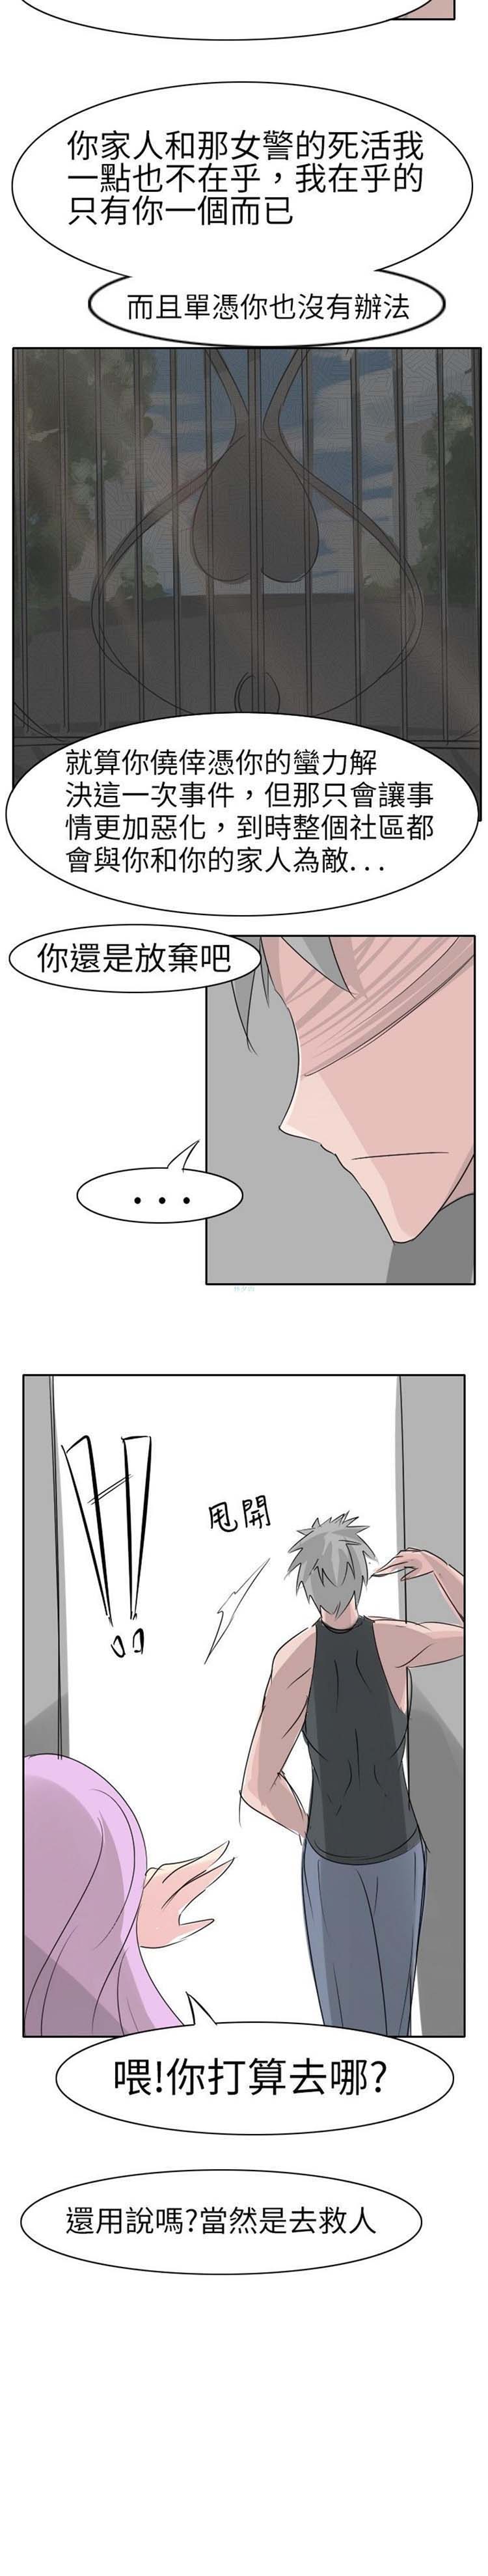 你家人和那女警的死活我
一點也不在乎，我在乎的
只有你一個而已
而且單憑你也沒有辦法
就算你僥倖憑你的蠻力解
決這一次事件，但那只會讓事
情更加惡化，到時整個社區都
會與你和你的家人為敵...
你還是放棄吧
...
!!
甩開
喂!你打算去哪?
還用說嗎?當然是去救人